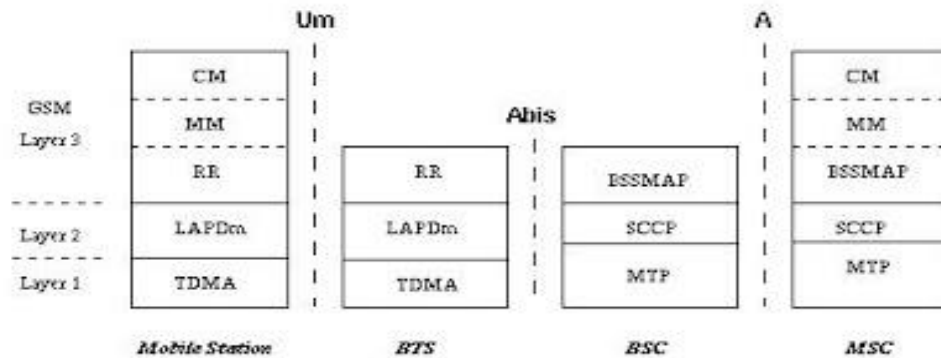 Um
A
Abis
GSM
Layer 3
Layer 2
Layer 1
CM
MM
RR
LAPDm
TDMA
Mobile Station
RR
LAPDm
TDMA
BTS
BSSMAP
SCCP
MTP
BSC
CM
MM
BSSMAP
SCCP
MTP
MSC